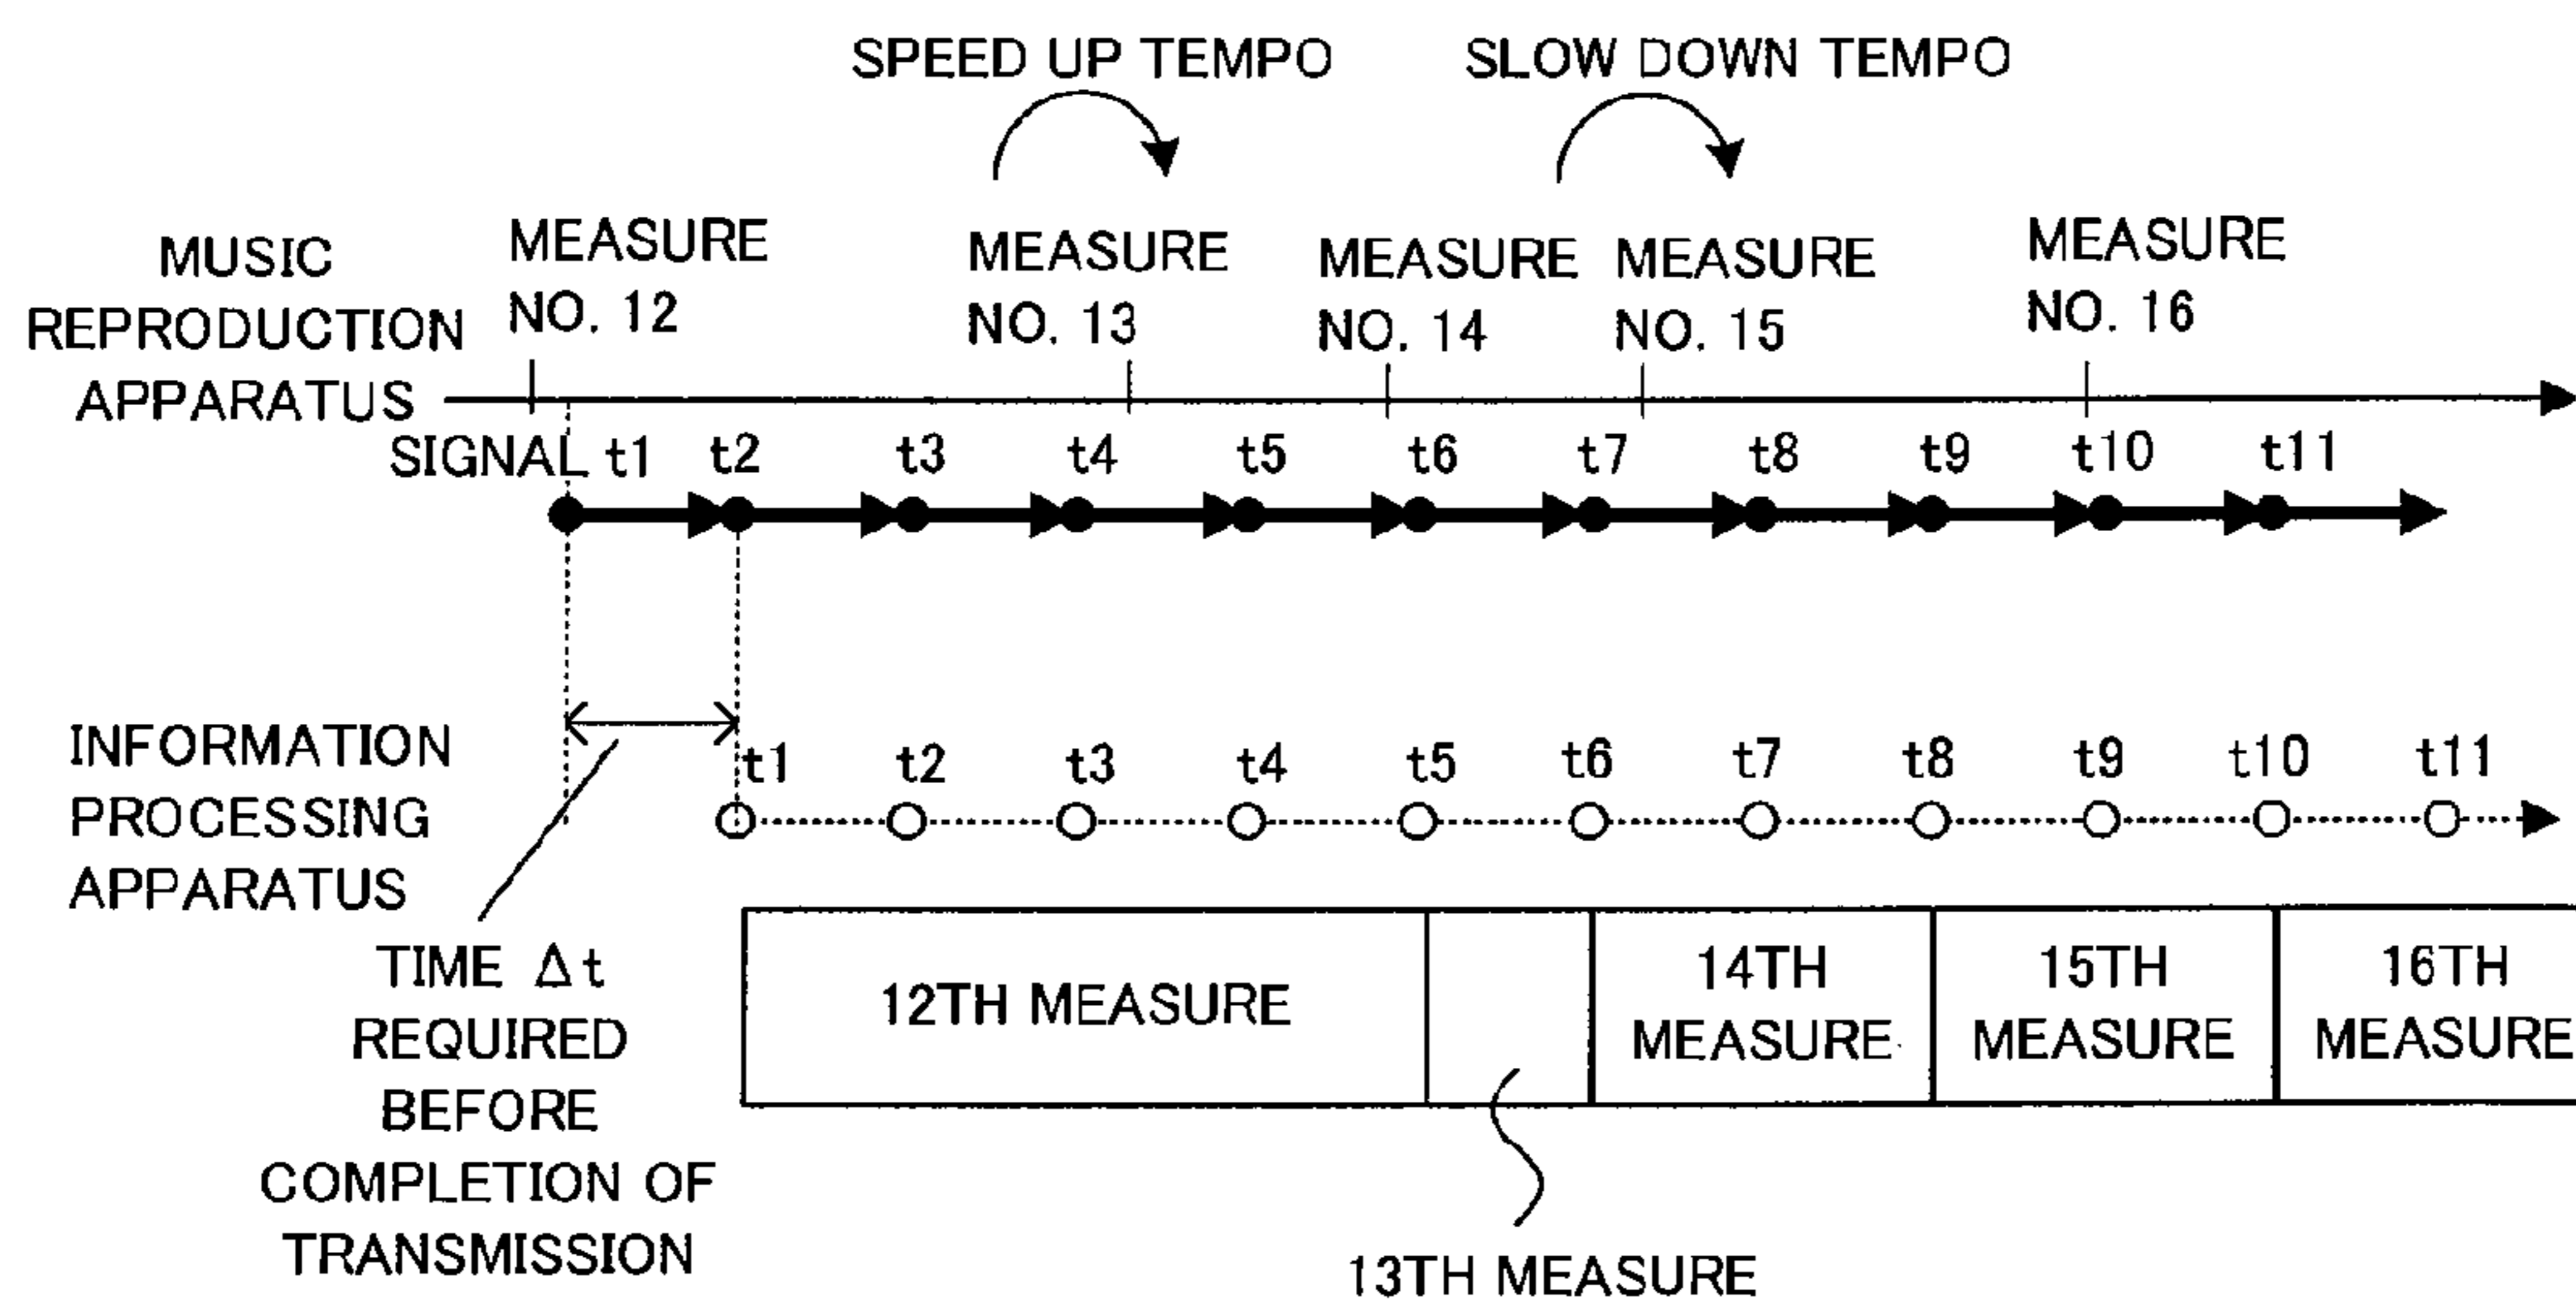 SPEED UP TEMPO
SLOW DOWN TEMPO
MUSIC
REPRODUCTION
APPARATUS
MEASURE
NO. 12
MEASURE
NO. 13
MEASURE
NO. 14
MEASURE
NO. 15
MEASURE
NO. 16
SIGNAL t1 t2 t3 t4 t5 t6 t7 t8 t9 t10 t11
INFORMATION
PROCESSING
APPARATUS
t1 t2 t3 t4 t5 t6 t7 t8 t9 t10 t11
TIME Δt
REQUIRED
BEFORE
COMPLETION OF
TRANSMISSION
12TH MEASURE
14TH
MEASURE
15TH
MEASURE
16TH
MEASURE
13TH MEASURE